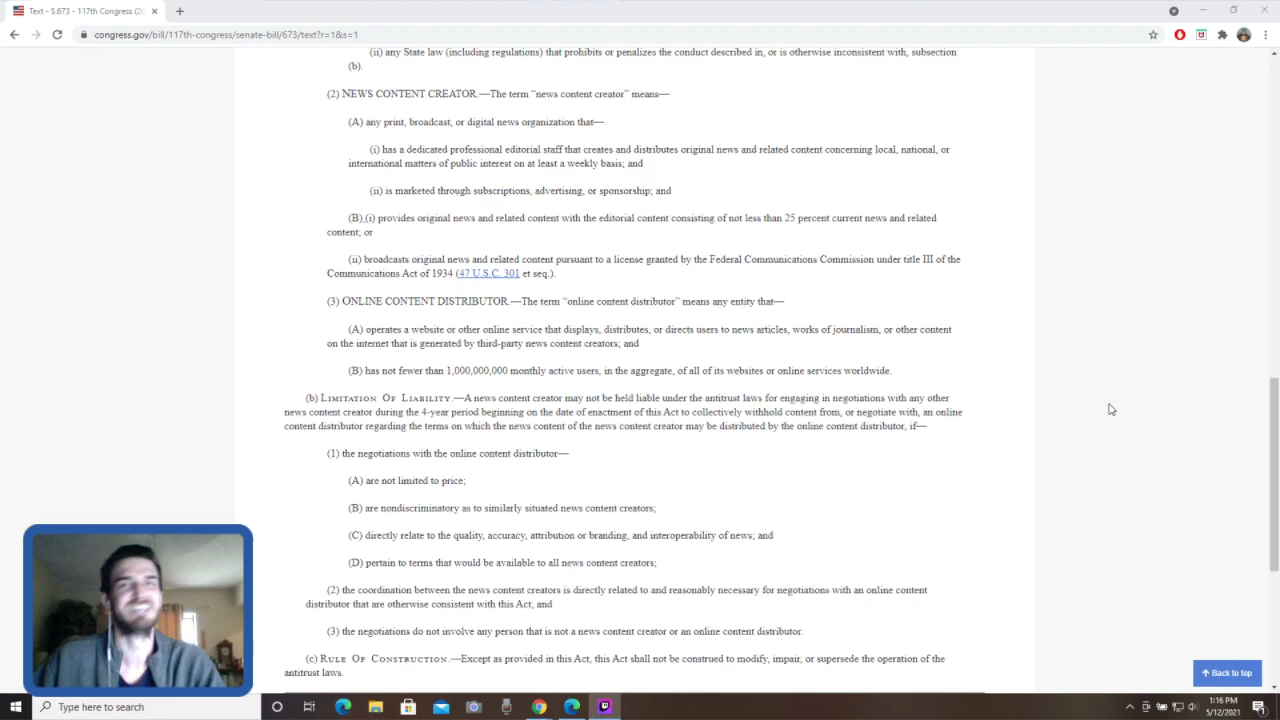 Text - S.673 - 117th Congress (20
congress.gov/bill/117th-congress/senate-bill/673/text?r=1&s=1
(ii) any State law (including regulations) that prohibits or penalizes the conduct described in, or is otherwise inconsistent with, subsection
(b).
(2) NEWS CONTENT CREATOR.—The term “news content creator” means—
(A) any print, broadcast, or digital news organization that—
(i) has a dedicated professional editorial staff that creates and distributes original news and related content concerning local, national, or
international matters of public interest on at least a weekly basis; and
(ii) is marketed through subscriptions, advertising, or sponsorship; and
(B) (i) provides original news and related content with the editorial content consisting of not less than 25 percent current news and related
content; or
(ii) broadcasts original news and related content pursuant to a license granted by the Federal Communications Commission under title III of the
Communications Act of 1934 (47 U.S.C. 301 et seq.).
(3) ONLINE CONTENT DISTRIBUTOR.—The term “online content distributor” means any entity that—
(A) operates a website or other online service that displays, distributes, or directs users to news articles, works of journalism, or other content
on the internet that is generated by third-party news content creators; and
(B) has not fewer than 1,000,000,000 monthly active users, in the aggregate, of all of its websites or online services worldwide.
(b) LIMITATION OF LIABILITY.—A news content creator may not be held liable under the antitrust laws for engaging in negotiations with any other
news content creator during the 4-year period beginning on the date of enactment of this Act to collectively withhold content from, or negotiate with, an online
content distributor regarding the terms on which the news content of the news content creator may be distributed by the online content distributor, if—
(1) the negotiations with the online content distributor—
(A) are not limited to price;
(B) are nondiscriminatory as to similarly situated news content creators;
(C) directly relate to the quality, accuracy, attribution or branding, and interoperability of news; and
(D) pertain to terms that would be available to all news content creators;
(2) the coordination between the news content creators is directly related to and reasonably necessary for negotiations with an online content
distributor that are otherwise consistent with this Act; and
(3) the negotiations do not involve any person that is not a news content creator or an online content distributor.
(c) RULE OF CONSTRUCTION.—Except as provided in this Act, this Act shall not be construed to modify, impair, or supersede the operation of the
antitrust laws.
Back to top
Type here to search
1:16 PM
5/12/2021